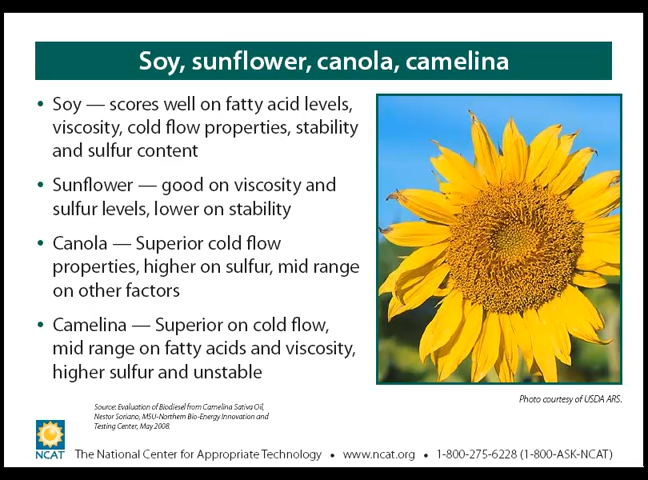 Soy, sunflower, canola, camelina
• Soy — scores well on fatty acid levels,
viscosity, cold flow properties, stability
and sulfur content
• Sunflower — good on viscosity and
sulfur levels, lower on stability
• Canola — Superior cold flow
properties, higher on sulfur, mid range
on other factors
• Camelina — Superior on cold flow,
mid range on fatty acids and viscosity,
higher sulfur and unstable
Photo courtesy of USDA ARS.
Source: Evaluation of Biodiesel from Camelina Sativa Oil,
Nestor Soriano, MSU-Northern Bio-Energy Innovation and
Testing Center, May 2008.
NCAT
The National Center for Appropriate Technology • www.ncat.org • 1-800-275-6228 (1-800-ASK-NCAT)